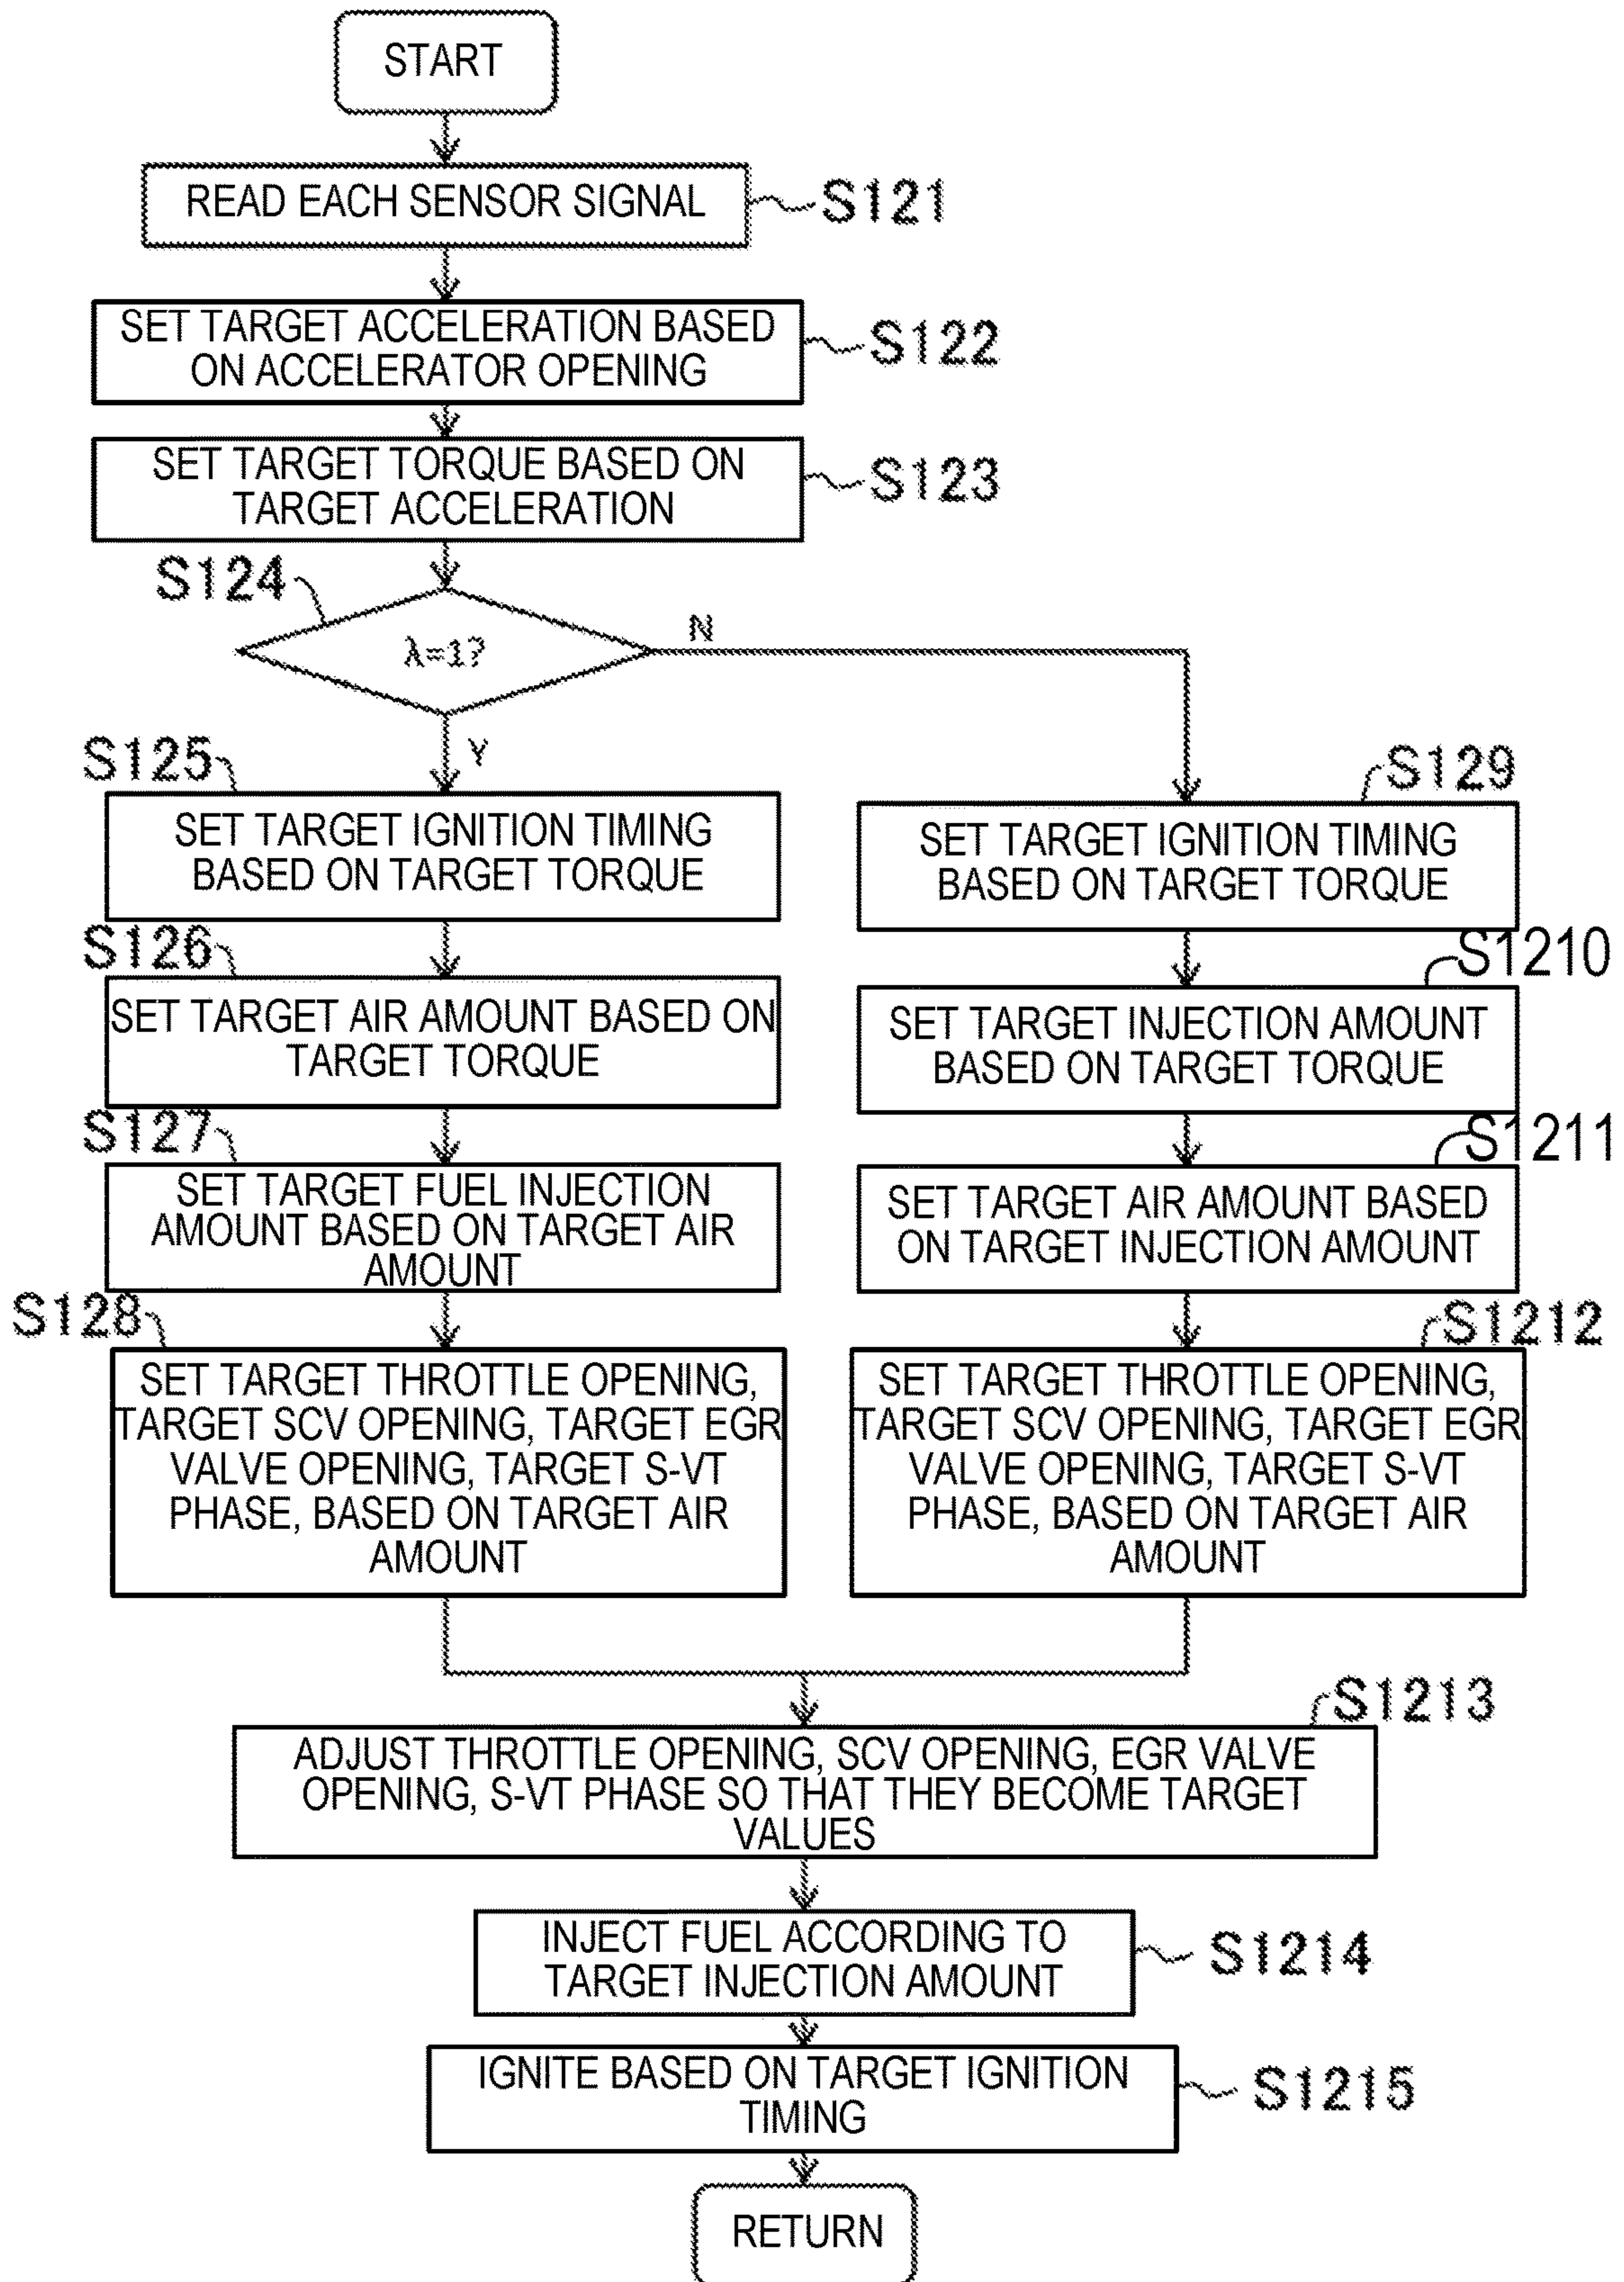 START
READ EACH SENSOR SIGNAL
S121
SET TARGET ACCELERATION BASED
ON ACCELERATOR OPENING
S122
SET TARGET TORQUE BASED ON
TARGET ACCELERATION
S123
S124
λ=1?
N
Y
S125
SET TARGET IGNITION TIMING
BASED ON TARGET TORQUE
S126
SET TARGET AIR AMOUNT BASED ON
TARGET TORQUE
S127
SET TARGET FUEL INJECTION
AMOUNT BASED ON TARGET AIR
AMOUNT
S128
SET TARGET THROTTLE OPENING,
TARGET SCV OPENING, TARGET EGR
VALVE OPENING, TARGET S-VT
PHASE, BASED ON TARGET AIR
AMOUNT
S129
SET TARGET IGNITION TIMING
BASED ON TARGET TORQUE
S1210
SET TARGET INJECTION AMOUNT
BASED ON TARGET TORQUE
S1211
SET TARGET AIR AMOUNT BASED
ON TARGET INJECTION AMOUNT
S1212
SET TARGET THROTTLE OPENING,
TARGET SCV OPENING, TARGET EGR
VALVE OPENING, TARGET S-VT
PHASE, BASED ON TARGET AIR
AMOUNT
S1213
ADJUST THROTTLE OPENING, SCV OPENING, EGR VALVE
OPENING, S-VT PHASE SO THAT THEY BECOME TARGET
VALUES
INJECT FUEL ACCORDING TO
TARGET INJECTION AMOUNT
S1214
IGNITE BASED ON TARGET IGNITION
TIMING
S1215
RETURN